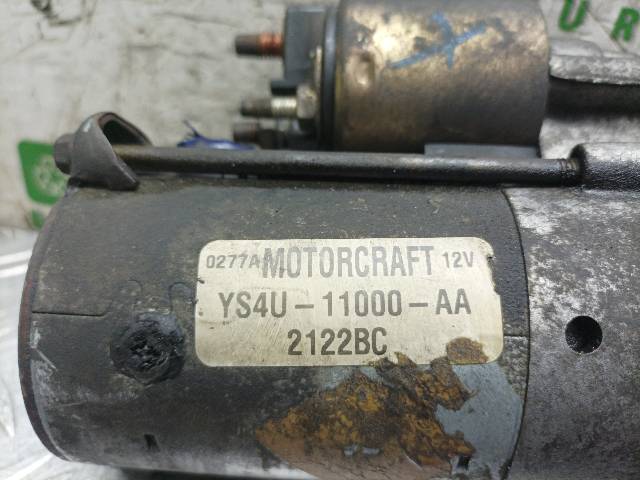 0277A MOTORCRAFT 12V
YS4U-11000-AA
2122BC